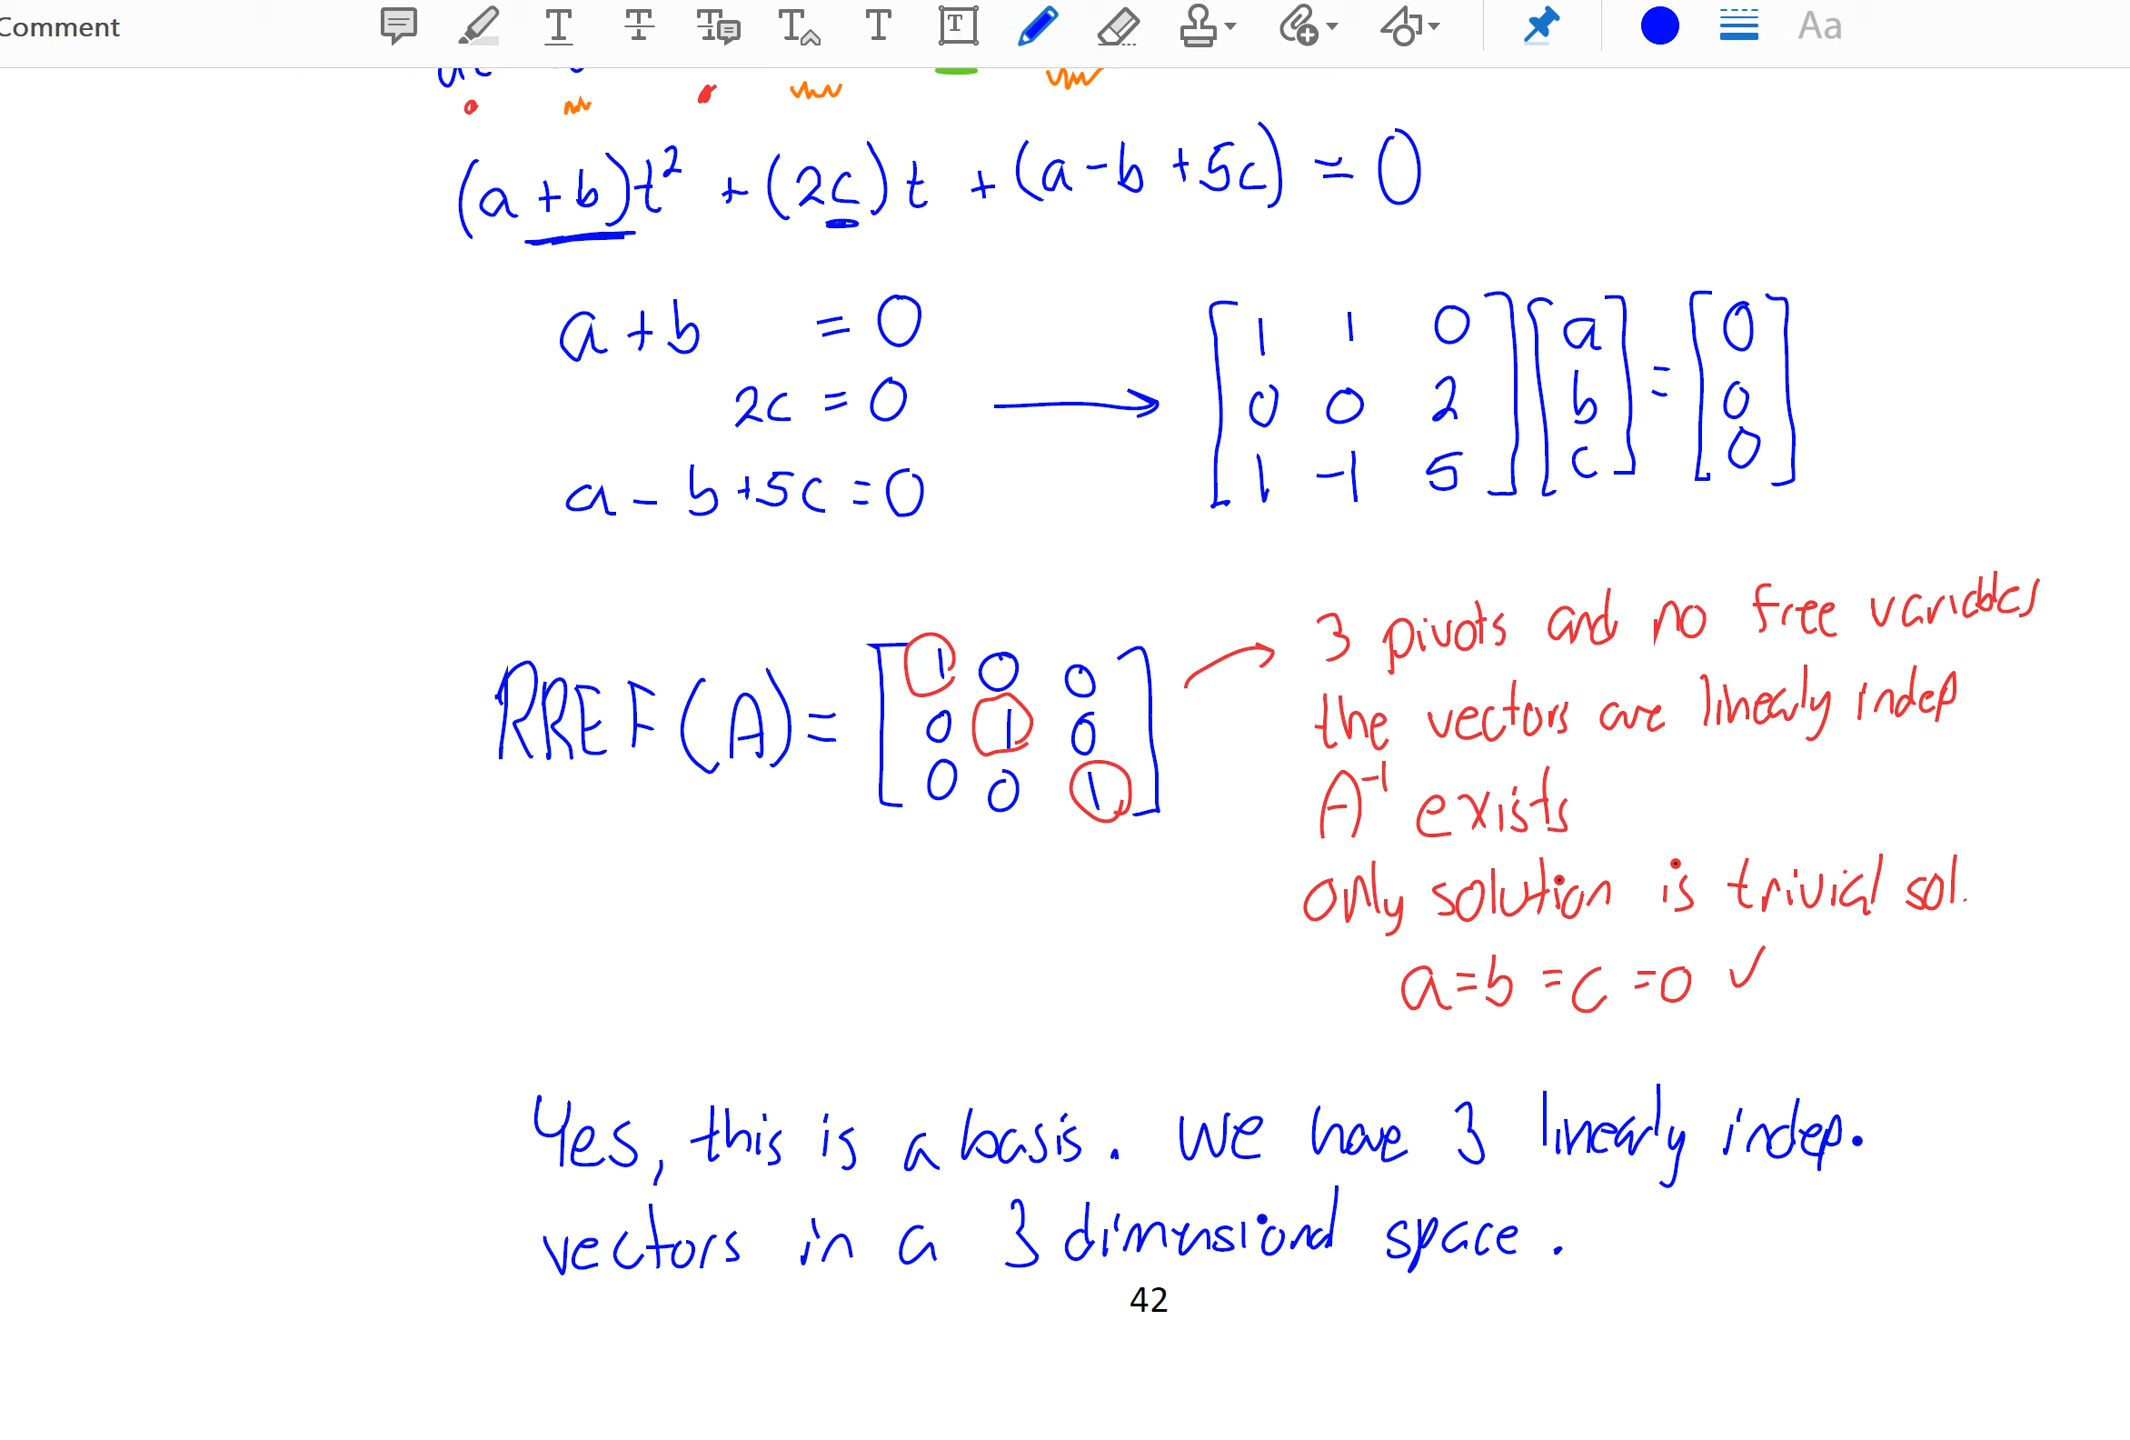 Comment
T T T T T T Aa
(a+b)t² + (2c)t + (a-b+5c) = 0
a+b = 0
2c = 0
a - b +5c = 0
[1 1 0] [a] [0]
[0 0 2] [b] = [0]
[1 -1 5] [c] [0]
RREF(A) = [1 0 0]
[0 1 0]
[0 0 1]
3 pivots and no free variables
the vectors are linearly indep
A⁻¹ exists
only solution is trivial sol.
a=b=c=0 ✓
Yes, this is a basis. We have 3 linearly indep.
vectors in a 3 dimensional space.
42